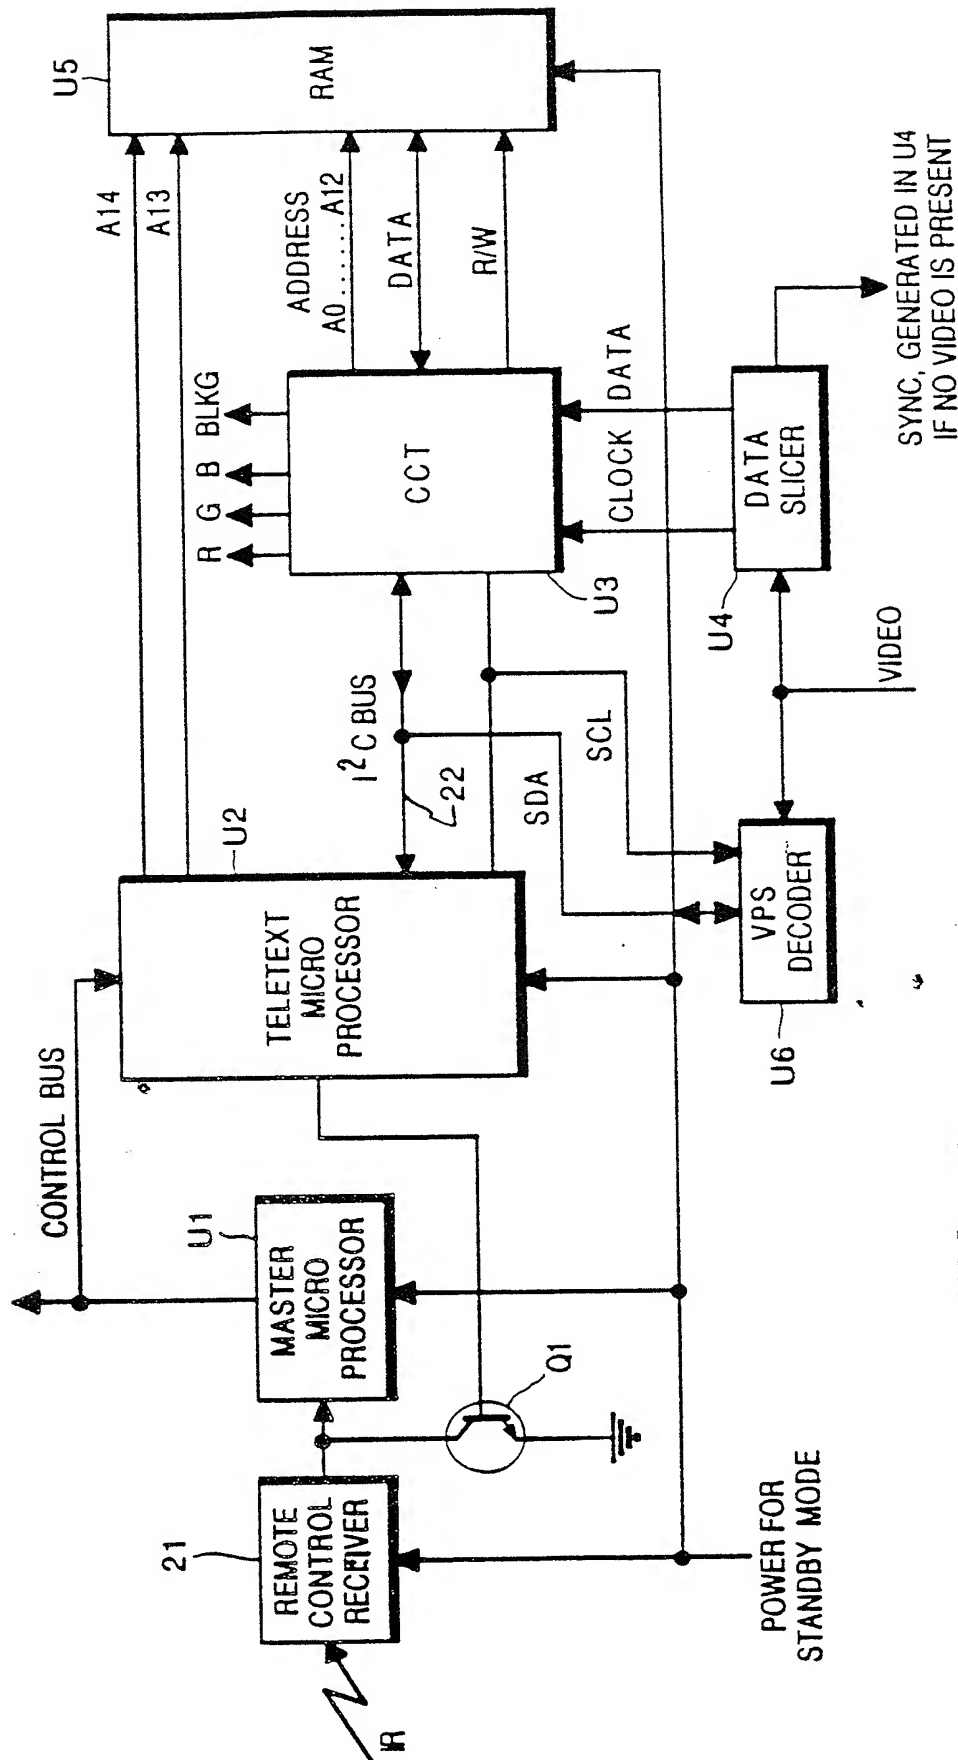 IR
21
REMOTE
CONTROL
RECEIVER
POWER FOR
STANDBY MODE
Q1
U1
MASTER
MICRO
PROCESSOR
CONTROL BUS
U2
TELETEXT
MICRO
PROCESSOR
I²C BUS
22
SDA
SCL
U6
VPS
DECODER
VIDEO
R
G
B
BLKG
CCT
U3
CLOCK
DATA
U4
DATA
SLICER
SYNC, GENERATED IN U4
IF NO VIDEO IS PRESENT
A14
A13
ADDRESS
A0.......A12
DATA
R/W
U5
RAM